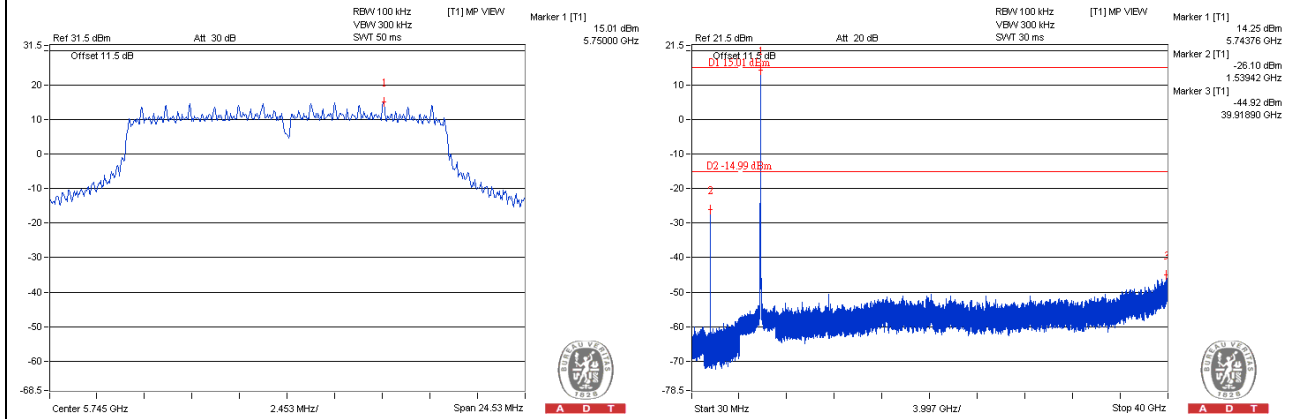 RBW 100 kHz
VBW 300 kHz
SWT 50 ms
[T1] MP VIEW
Ref 31.5 dBm
Att 30 dB
Marker 1 [T1]
15.01 dBm
5.75000 GHz
31.5
Offset 11.5 dB
1
20
10
0
-10
-20
-30
-40
-50
-60
-68.5
Center 5.745 GHz
2.453 MHz/
Span 24.53 MHz
BUREAU VERITAS
1828
A D T
RBW 100 kHz
VBW 300 kHz
SWT 30 ms
[T1] MP VIEW
Ref 21.5 dBm
Att 20 dB
Marker 1 [T1]
14.25 dBm
5.74376 GHz
Marker 2 [T1]
-26.10 dBm
1.53942 GHz
Marker 3 [T1]
-44.92 dBm
39.91890 GHz
21.5
Offset 11.5 dB
D1 15.01 dBm
10
0
-10
D2 -14.99 dBm
2
-20
-30
-40
-50
-60
-70
-78.5
Start 30 MHz
3.997 GHz/
Stop 40 GHz
BUREAU VERITAS
1828
A D T